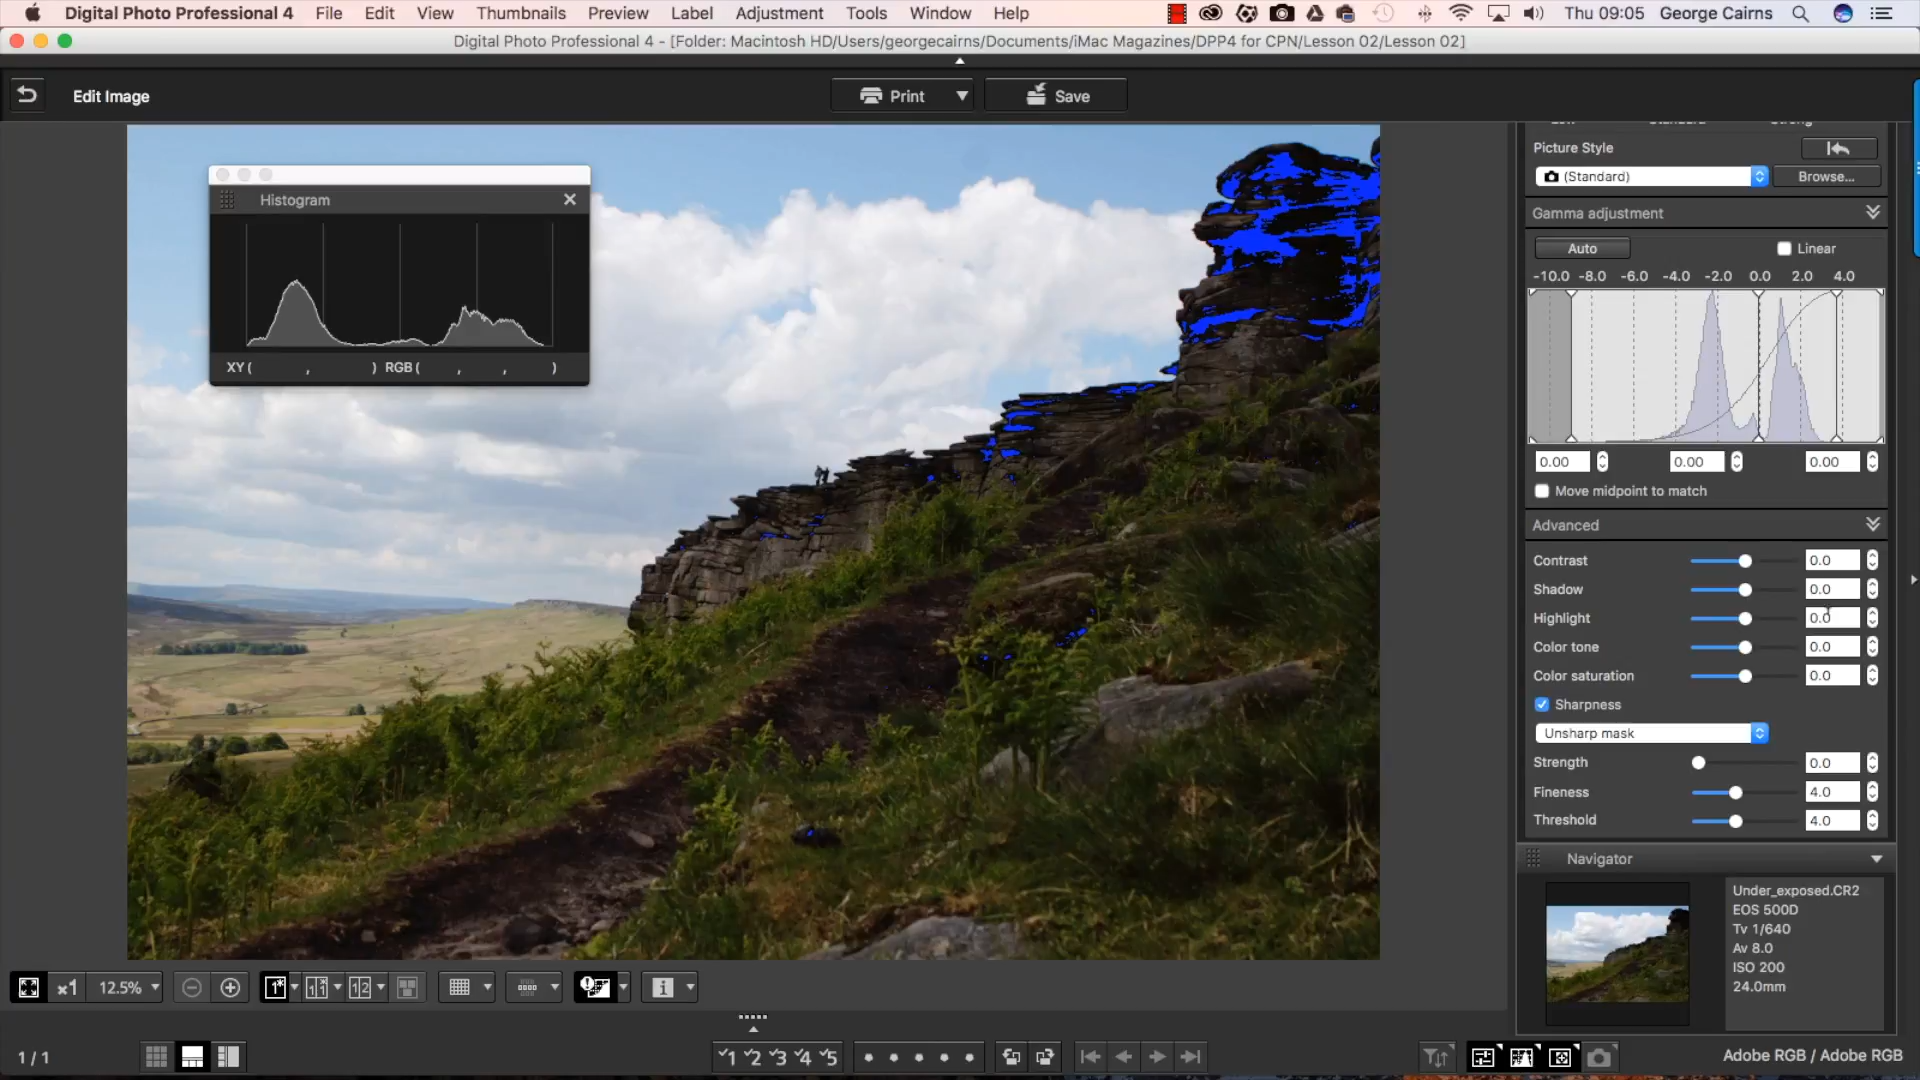 Digital Photo Professional 4 File Edit View Thumbnails Preview Label Adjustment Tools Window Help Thu 09:05 George Cairns
Digital Photo Professional 4 - [Folder: Macintosh HD/Users/georgecairns/Documents/iMac Magazines/DPP4 for CPN/Lesson 02/Lesson 02]
Edit Image Print Save
Picture Style
(Standard) Browse...
Histogram
XY ( , ) RGB ( , , )
Gamma adjustment
Auto Linear
-10.0 -8.0 -6.0 -4.0 -2.0 0.0 2.0 4.0
0.00 0.00 0.00
Move midpoint to match
Advanced
Contrast 0.0
Shadow 0.0
Highlight 0.0
Color tone 0.0
Color saturation 0.0
Sharpness
Unsharp mask
Strength 0.0
Fineness 4.0
Threshold 4.0
Navigator
Under_exposed.CR2
EOS 500D
Tv 1/640
Av 8.0
ISO 200
24.0mm
x1 12.5%
1 / 1
1 2 3 4 5
Adobe RGB / Adobe RGB